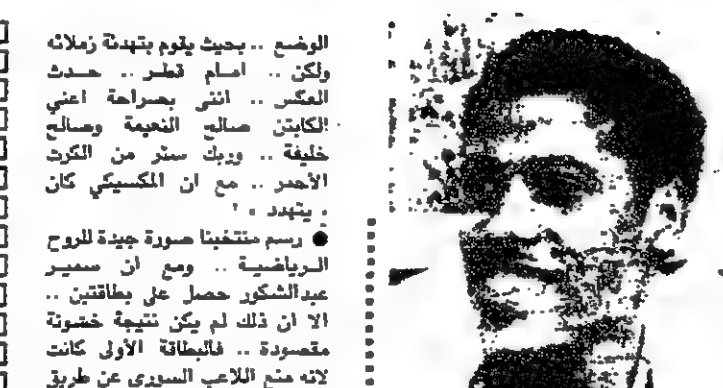 الوضع .. بحيث يقوم بتهدئة زملائه
ولكن .. امام قطر .. حدث
العكس .. انني بصراحة اعني
الكابتن صالح النعيمة وصالح
خليفة .. وربك ستر من الكرت
الأحمر .. مع ان المكسيكي كان
« يتهدد » !
● رسم منتخبنا صورة جيدة للروح
الرياضية .. ومع ان سمير
عبدالشكور حصل على بطاقتين ..
الا ان ذلك لم يكن نتيجة خشونة
مقصودة .. فالبطاقة الأولى كانت
لانه منع اللاعب السوري عن طريق